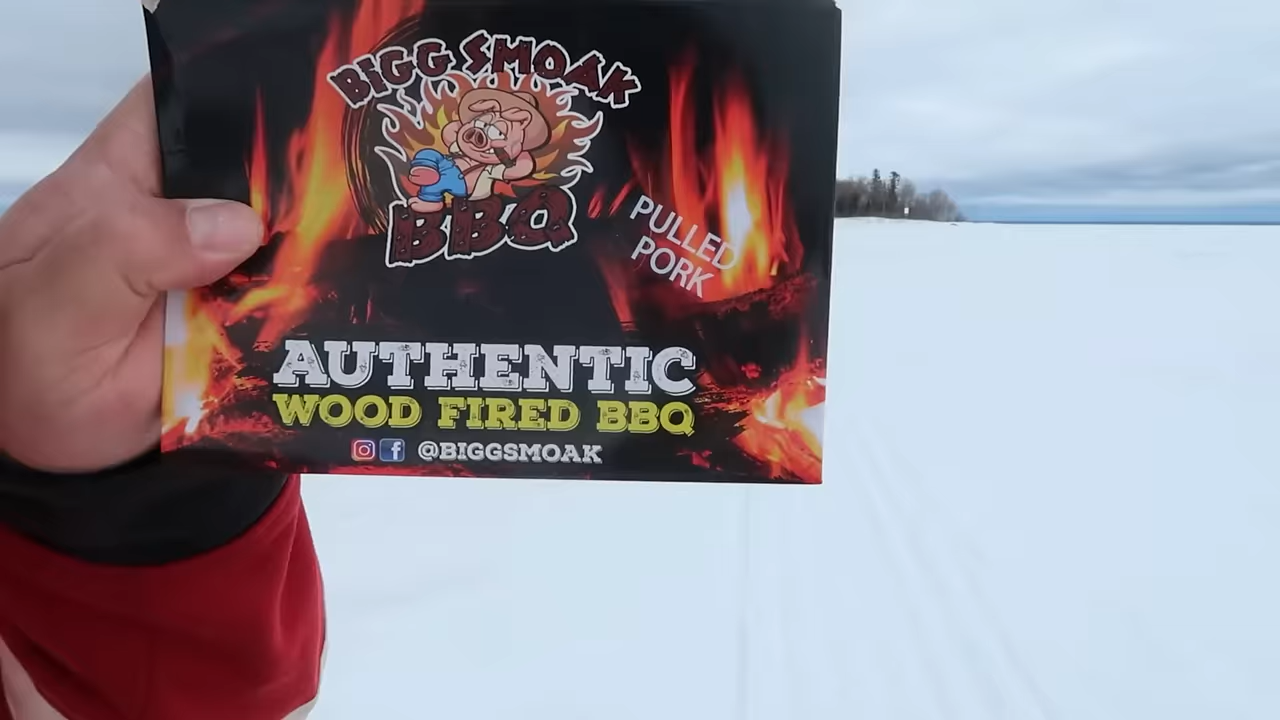 BIGG SMOAK
BBQ
PULLED
PORK
AUTHENTIC
WOOD FIRED BBQ
@BIGGSMOAK